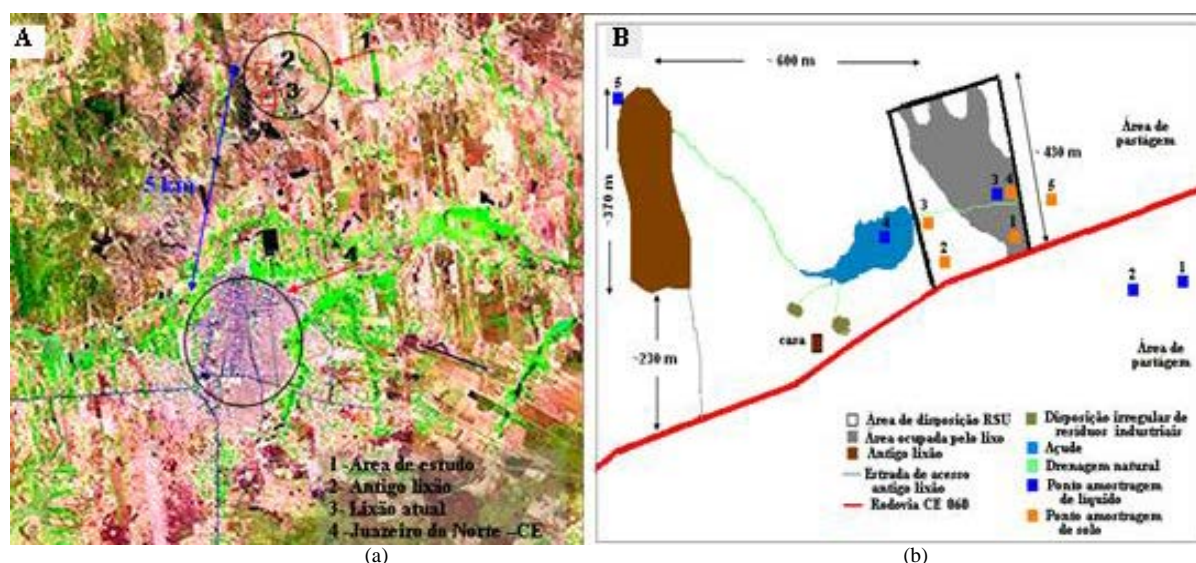 A
1
2
3
5 km
4
1 - Área de estudo
2 Antigo lixão
3 Lixão atual
4 Juazeiro do Norte –CE
(a)
B
~ 600 m
5
~370 m
~ 430 m
Área de
partágem
3 4
5
3
4
1
2
2
1
casa
~230 m
Área de
partágem
Área de disposição RSU
Área ocupada pelo lixo
Antigo lixão
Estrada de acesso
antigo lixão
Rodovia CE 060
Disposição irregular de
resíduos industriais
Açude
Drenagem natural
Ponto amostragem
de líquido
Ponto amostragem
de solo
(b)